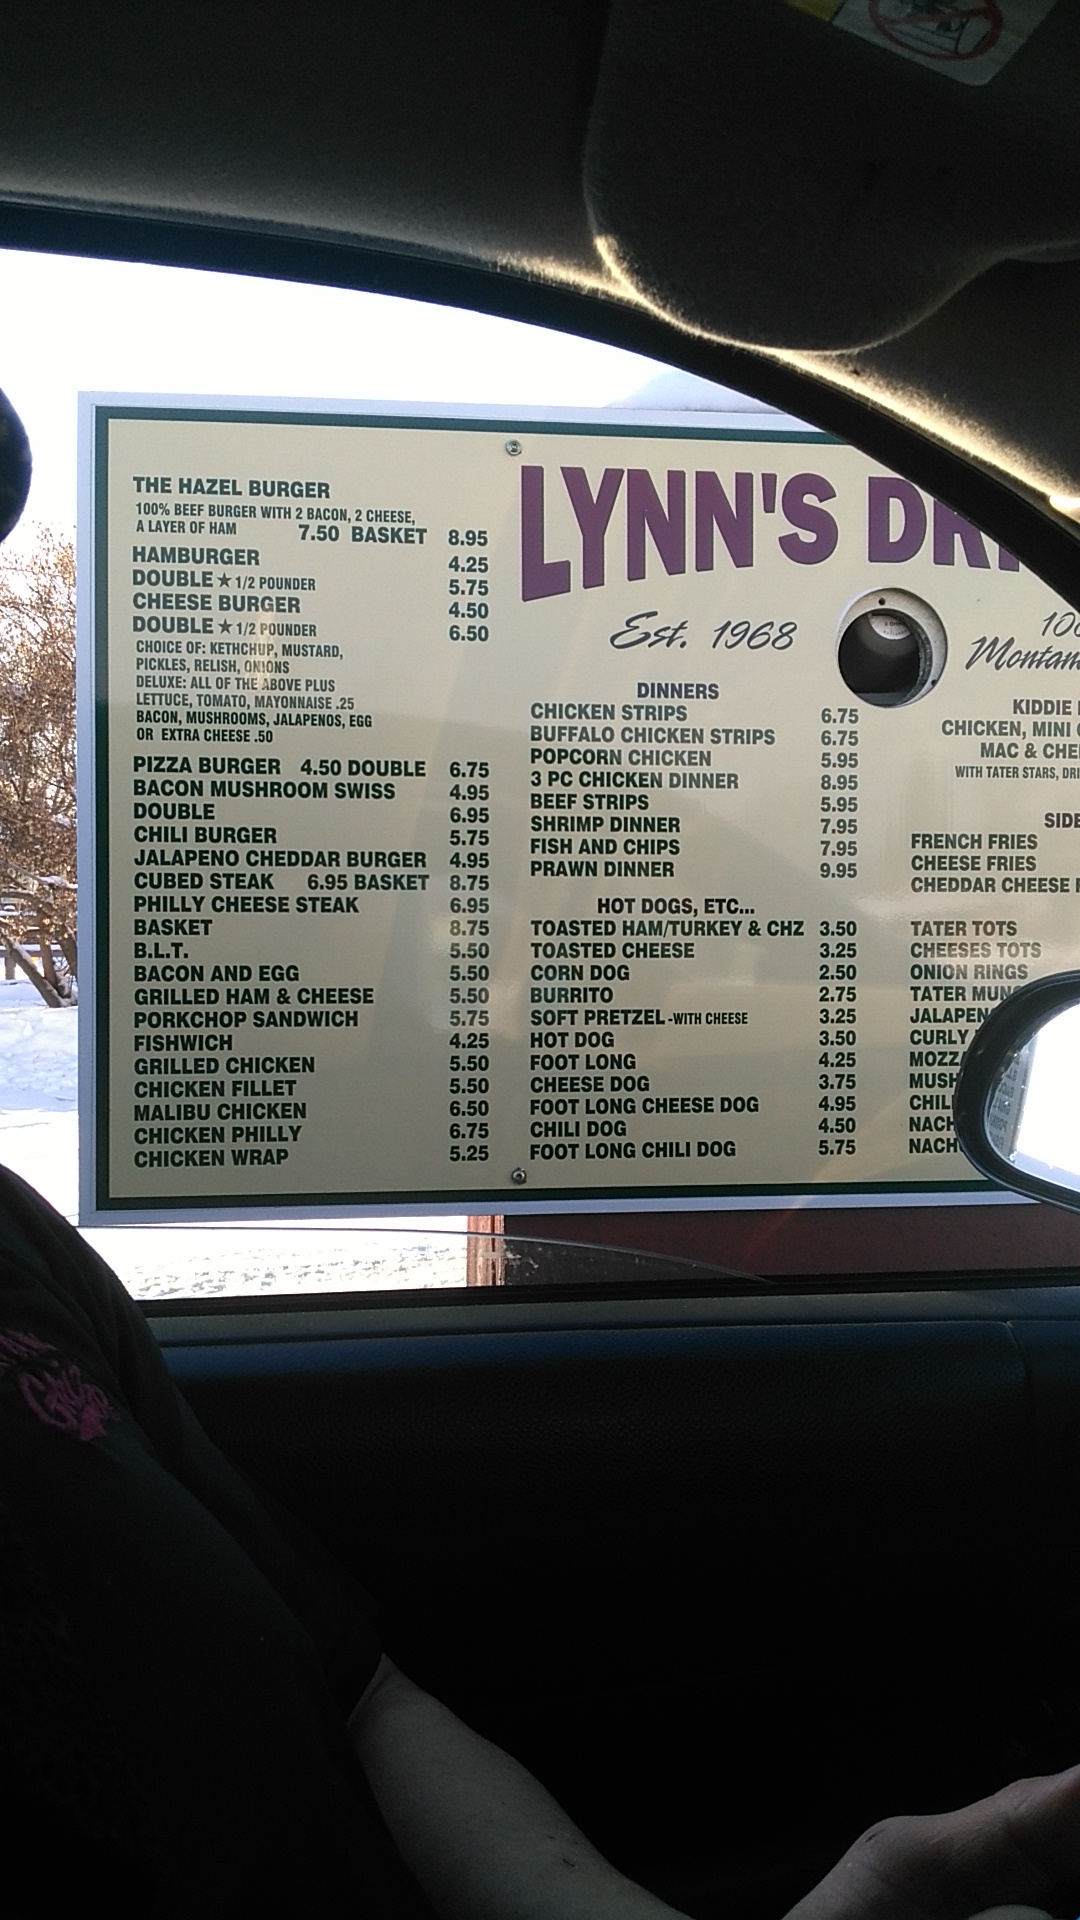 THE HAZEL BURGER
100% BEEF BURGER WITH 2 BACON, 2 CHEESE,
A LAYER OF HAM 7.50 BASKET 8.95
HAMBURGER 4.25
DOUBLE ★ 1/2 POUNDER 5.75
CHEESE BURGER 4.50
DOUBLE ★ 1/2 POUNDER 6.50
CHOICE OF: KETHCHUP, MUSTARD,
PICKLES, RELISH, ONIONS
DELUXE: ALL OF THE ABOVE PLUS
LETTUCE, TOMATO, MAYONNAISE .25
BACON, MUSHROOMS, JALAPENOS, EGG
OR EXTRA CHEESE .50
PIZZA BURGER 4.50 DOUBLE 6.75
BACON MUSHROOM SWISS 4.95
DOUBLE 6.95
CHILI BURGER 5.75
JALAPENO CHEDDAR BURGER 4.95
CUBED STEAK 6.95 BASKET 8.75
PHILLY CHEESE STEAK 6.95
BASKET 8.75
B.L.T. 5.50
BACON AND EGG 5.50
GRILLED HAM & CHEESE 5.50
PORKCHOP SANDWICH 5.75
FISHWICH 4.25
GRILLED CHICKEN 5.50
CHICKEN FILLET 5.50
MALIBU CHICKEN 6.50
CHICKEN PHILLY 6.75
CHICKEN WRAP 5.25
LYNN'S
Est. 1968
DINNERS
CHICKEN STRIPS 6.75
BUFFALO CHICKEN STRIPS 6.75
POPCORN CHICKEN 5.95
3 PC CHICKEN DINNER 8.95
BEEF STRIPS 5.95
SHRIMP DINNER 7.95
FISH AND CHIPS 7.95
PRAWN DINNER 9.95
HOT DOGS, ETC...
TOASTED HAM/TURKEY & CHZ 3.50
TOASTED CHEESE 3.25
CORN DOG 2.50
BURRITO 2.75
SOFT PRETZEL -WITH CHEESE 3.25
HOT DOG 3.50
FOOT LONG 4.25
CHEESE DOG 3.75
FOOT LONG CHEESE DOG 4.95
CHILI DOG 4.50
FOOT LONG CHILI DOG 5.75
KIDDIE
CHICKEN, MINI
MAC &
WITH TATER STARS,
FRENCH FRIES
CHEESE FRIES
CHEDDAR CHEESE
TATER TOTS
CHEESES TOTS
ONION RINGS
TATER
CURLY